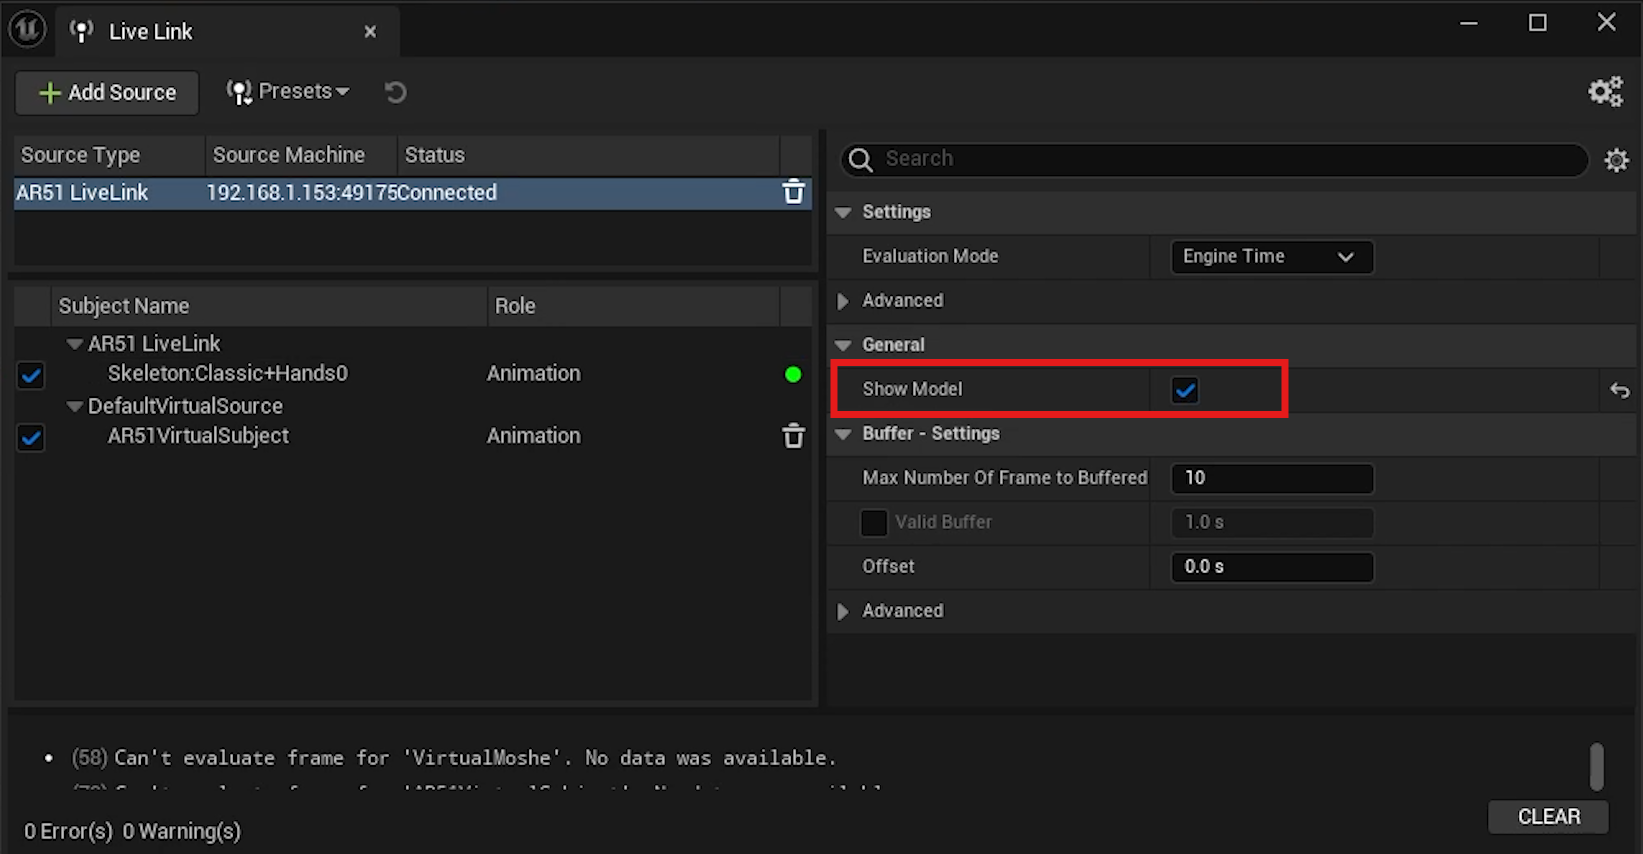 Live Link
Add Source
Presets
Source Type Source Machine Status
AR51 LiveLink 192.168.1.153:49175Connected
Subject Name Role
AR51 LiveLink
Skeleton:Classic+Hands0 Animation
DefaultVirtualSource
AR51VirtualSubject Animation
Search
Settings
Evaluation Mode Engine Time
Advanced
General
Show Model
Buffer - Settings
Max Number Of Frame to Buffered 10
Valid Buffer 1.0 s
Offset 0.0 s
Advanced
• (58) Can't evaluate frame for 'VirtualMoshe'. No data was available.
CLEAR
0 Error(s) 0 Warning(s)